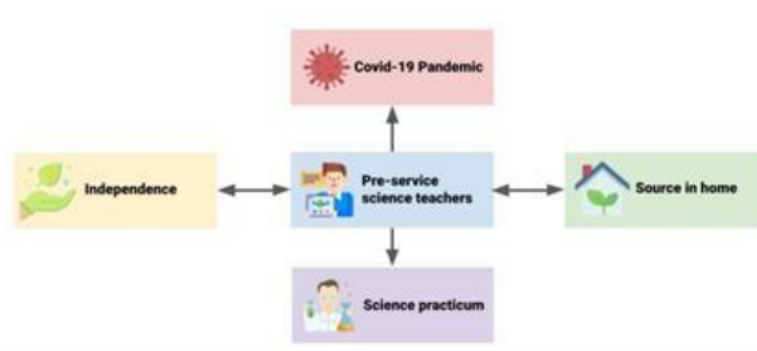 Covid-19 Pandemic
Independence
Pre-service
science teachers
Source in home
Science practicum